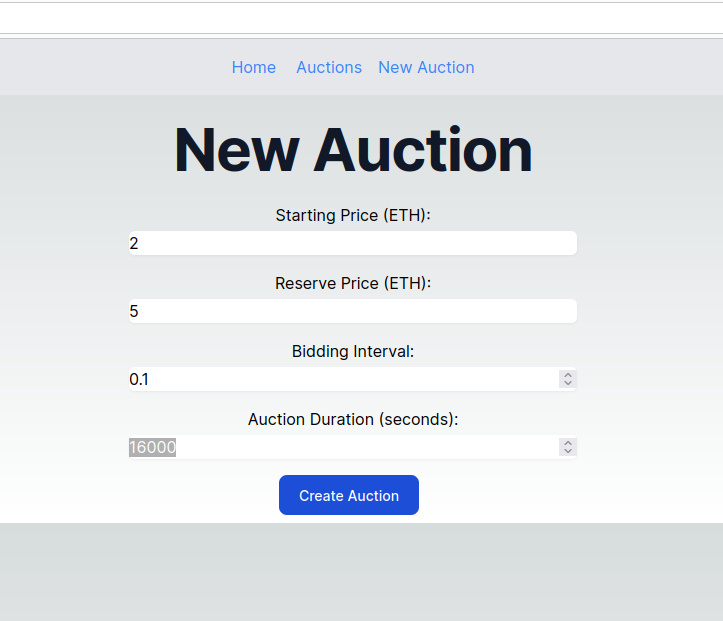 Home Auctions New Auction
New Auction
Starting Price (ETH):
2
Reserve Price (ETH):
5
Bidding Interval:
0.1
Auction Duration (seconds):
16000
Create Auction